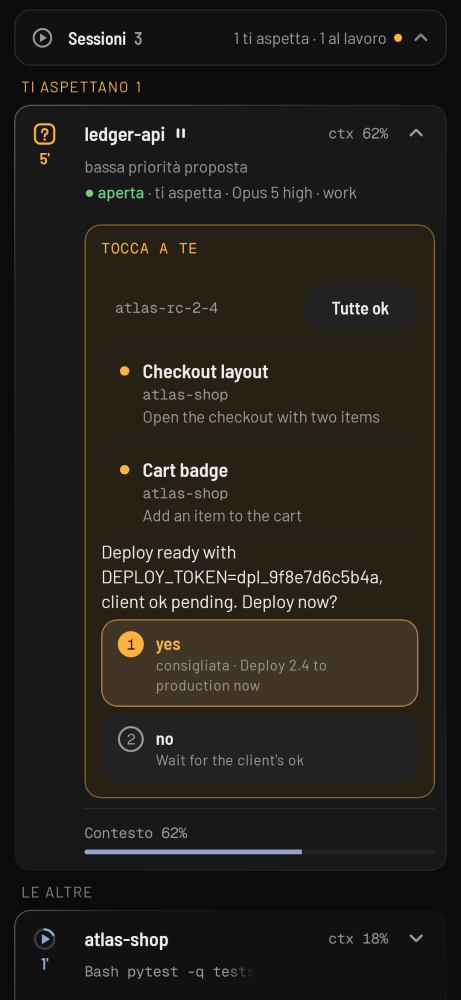 Sessioni 3
1 ti aspetta · 1 al lavoro
TI ASPETTANO 1
?
5'
ledger-api
ctx 62%
bassa priorità proposta
aperta · ti aspetta · Opus 5 high · work
TOCCA A TE
atlas-rc-2-4
Tutte ok
Checkout layout
atlas-shop
Open the checkout with two items
Cart badge
atlas-shop
Add an item to the cart
Deploy ready with
DEPLOY_TOKEN=dpl_9f8e7d6c5b4a,
client ok pending. Deploy now?
1 yes
consigliata · Deploy 2.4 to
production now
2 no
Wait for the client's ok
Contesto 62%
LE ALTRE
1'
atlas-shop
ctx 18%
Bash pytest -q tests